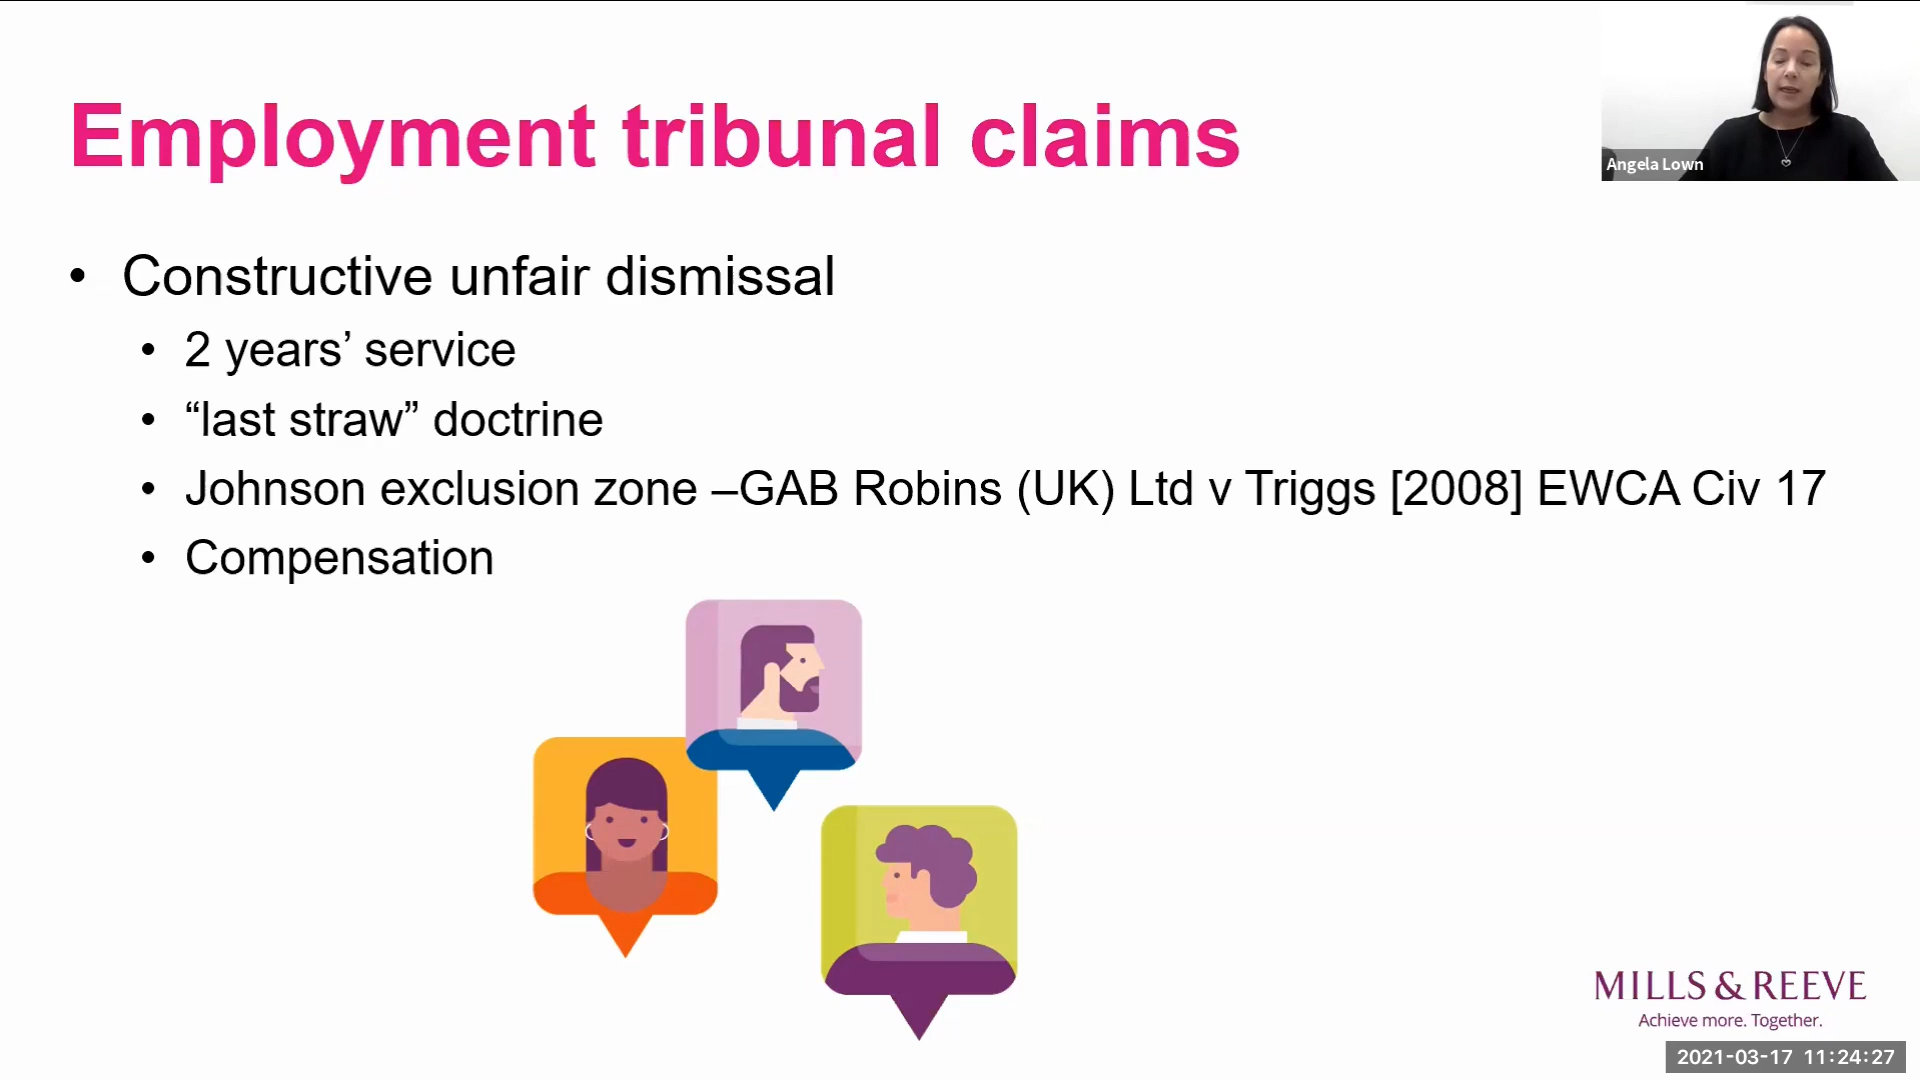 Employment tribunal claims
Angela Lown
• Constructive unfair dismissal
• 2 years’ service
• “last straw” doctrine
• Johnson exclusion zone –GAB Robins (UK) Ltd v Triggs [2008] EWCA Civ 17
• Compensation
MILLS & REEVE
Achieve more. Together.
2021-03-17 11:24:27